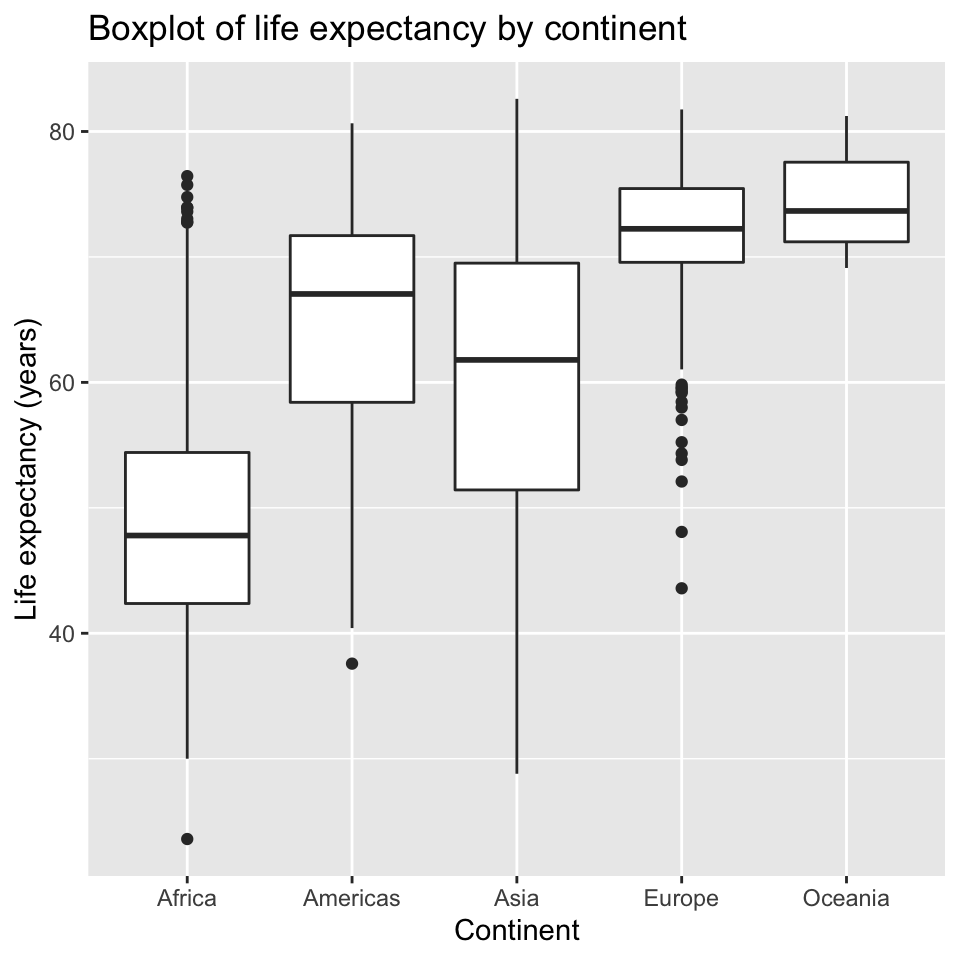 Boxplot of life expectancy by continent
80
60
40
Life expectancy (years)
Africa Americas Asia Europe Oceania
Continent